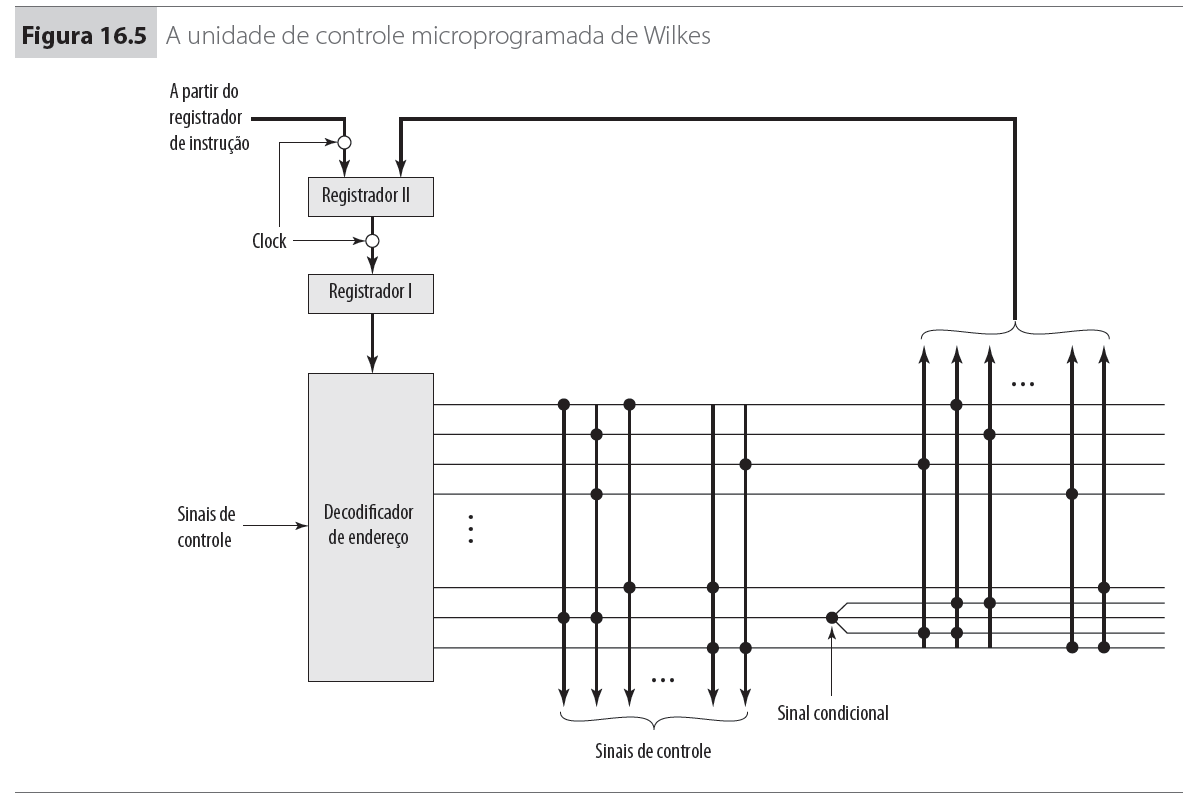 Figura 16.5 A unidade de controle microprogramada de Wilkes
A partir do
registrador
de instrução
Registrador II
Clock
Registrador I
...
Sinais de
controle
Decodificador
de endereço
...
...
Sinal condicional
Sinais de controle